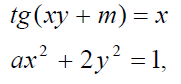 tg(xy + m) = x
ax² + 2y² = 1,